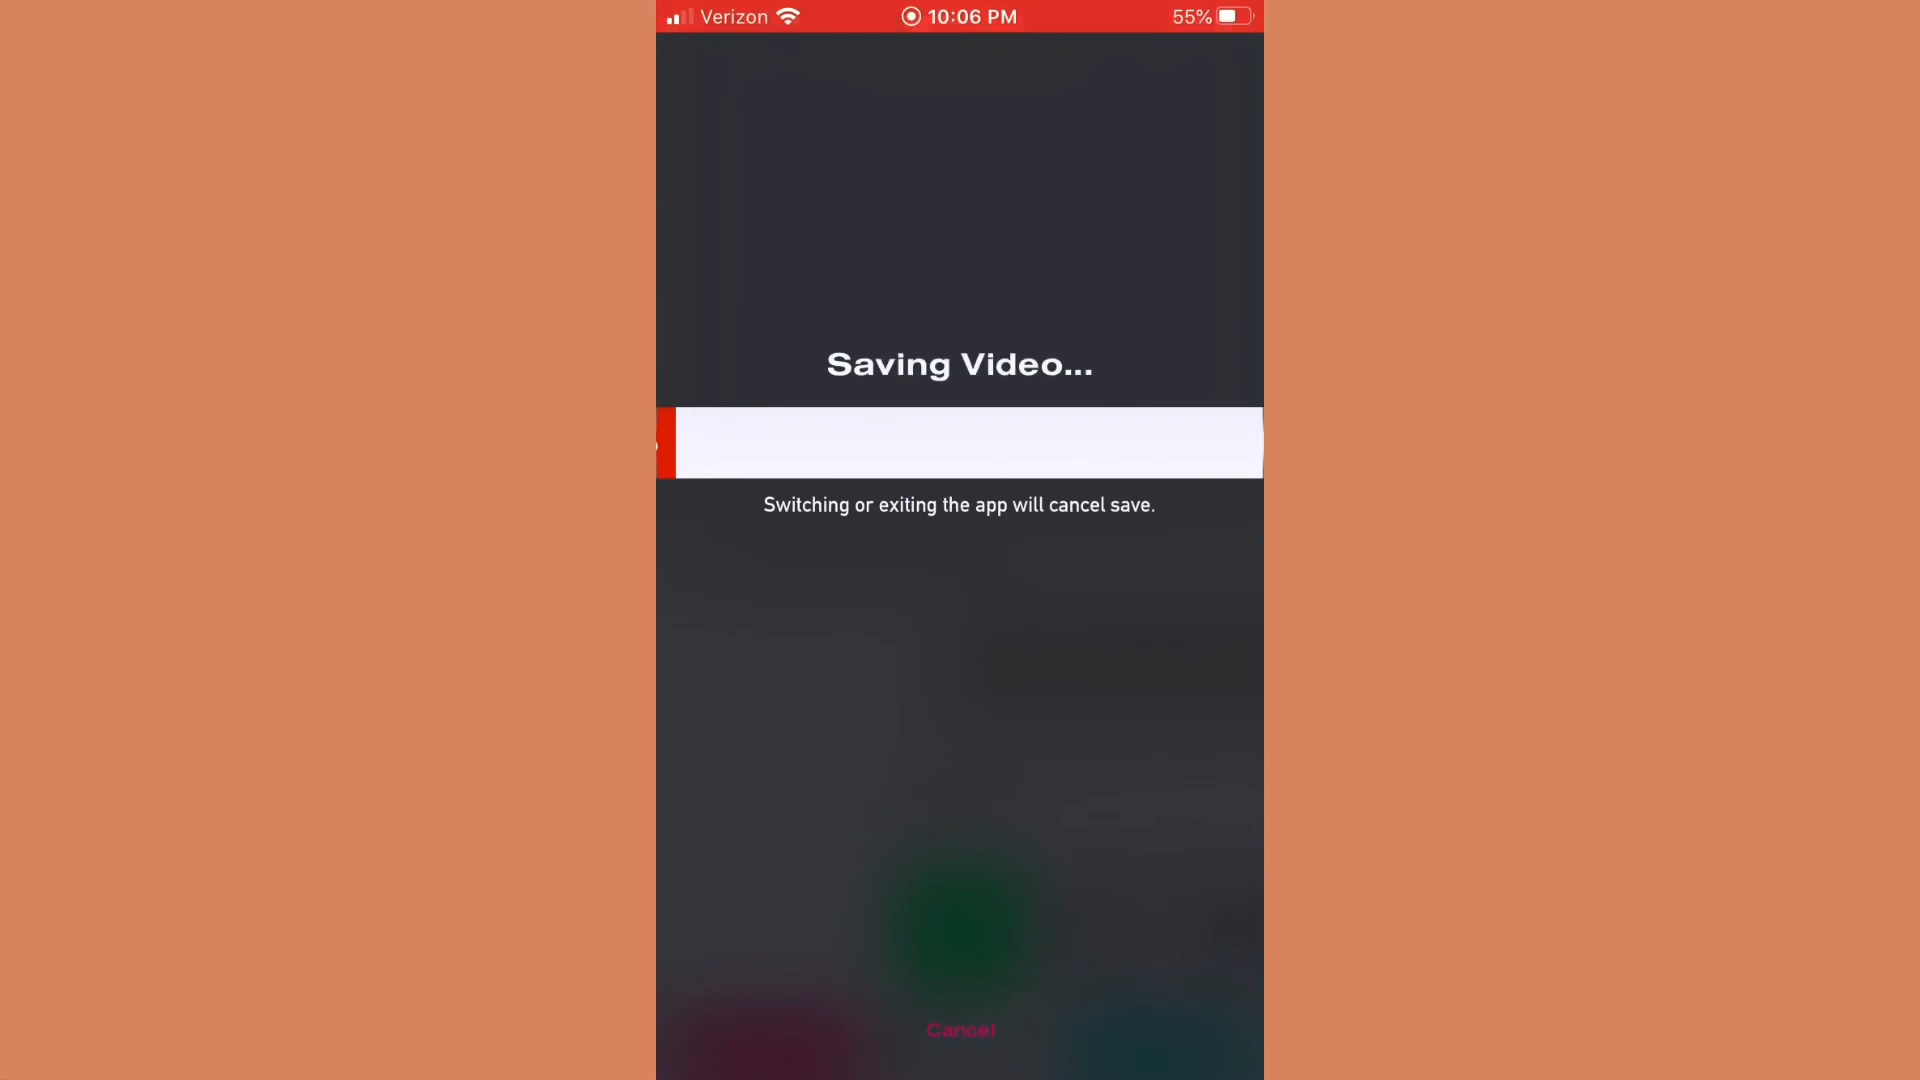 Verizon 10:06 PM 55%
Saving Video...
Switching or exiting the app will cancel save.
Cancel